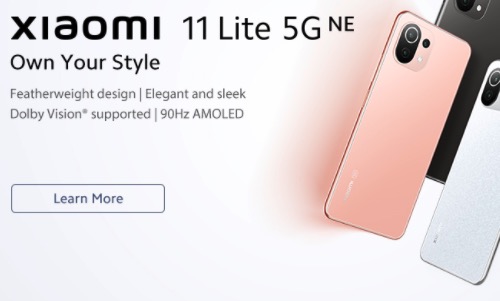 xiaomi 11 Lite 5G NE
Own Your Style
Featherweight design | Elegant and sleek
Dolby Vision® supported | 90Hz AMOLED
Learn More